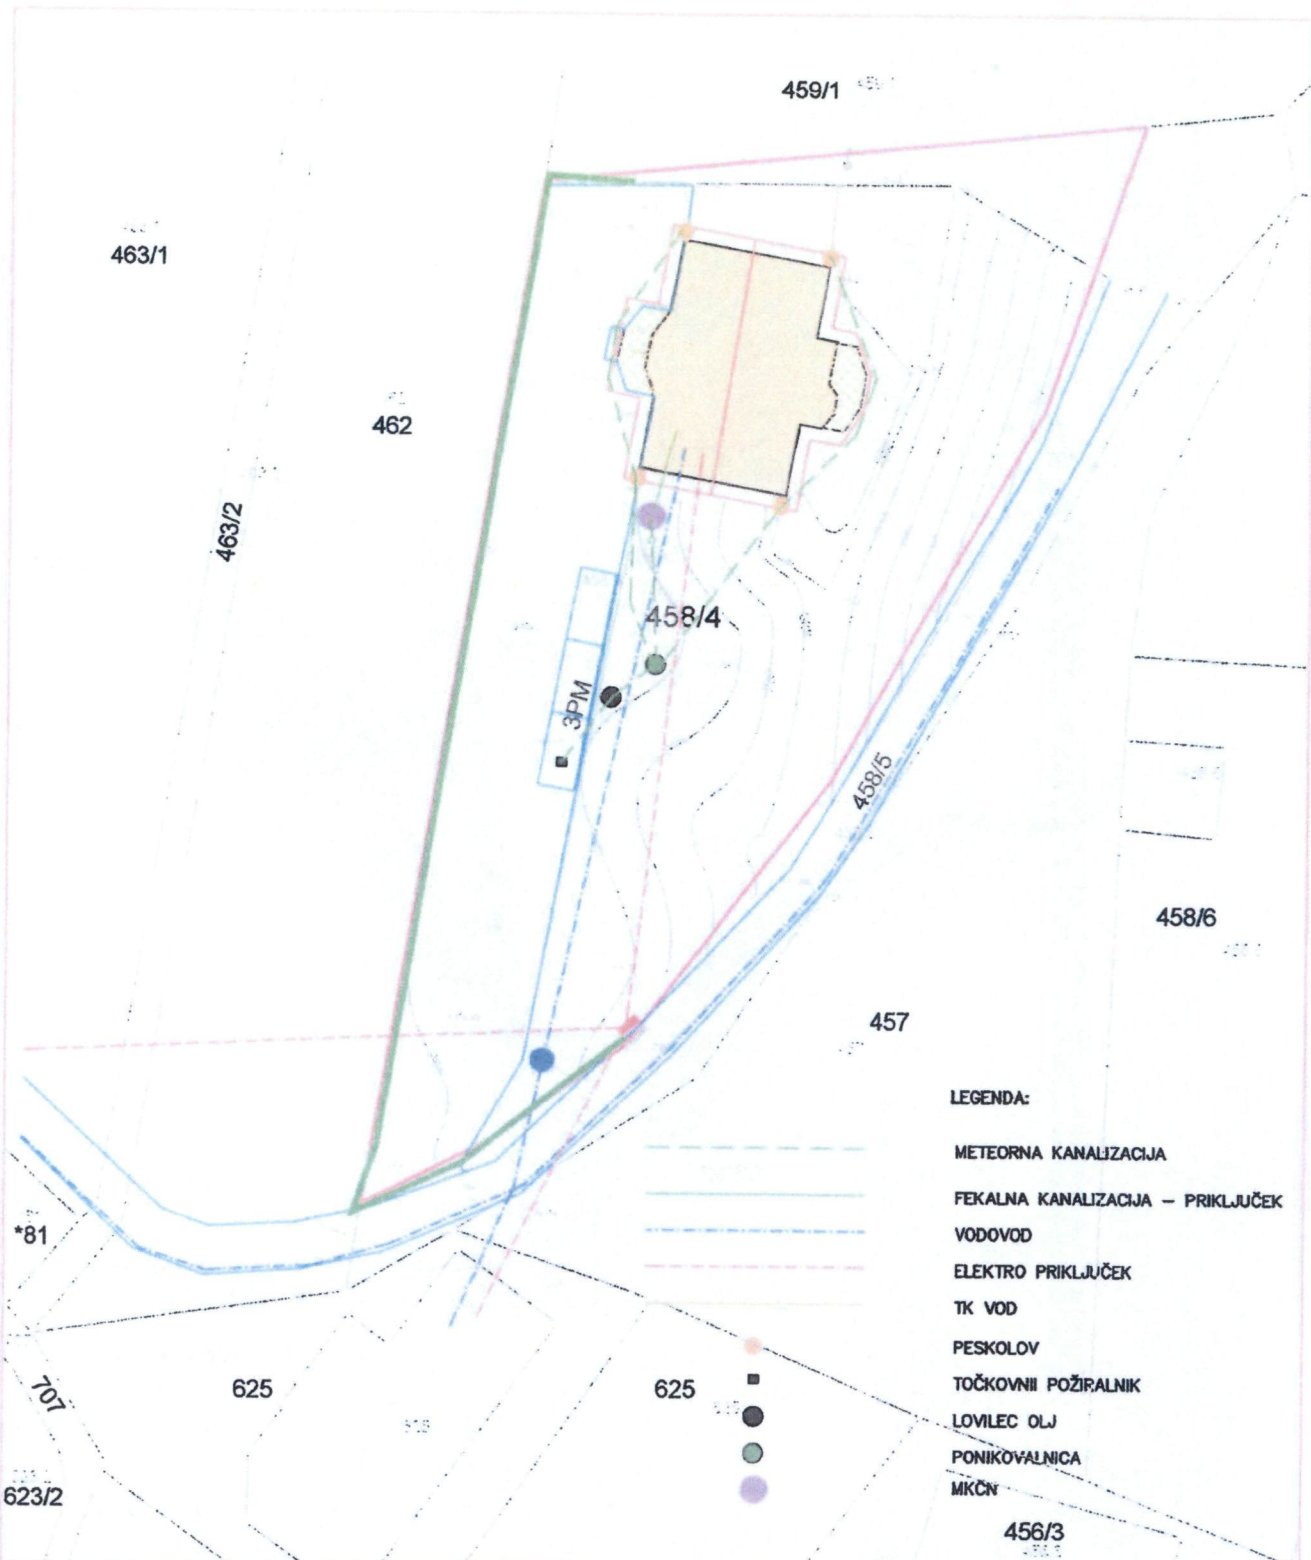 459/1
463/1
462
463/2
458/4
3PM
458/5
458/6
457
LEGENDA:
METEORNA KANALIZACIJA
FEKALNA KANALIZACIJA – PRIKLJUČEK
*81
VODOVOD
ELEKTRO PRIKLJUČEK
TK VOD
PESKOLOV
625
625
TOČKOVNI POŽIRALNIK
707
LOVILEC OLJ
PONIKOVALNICA
MKČN
623/2
456/3